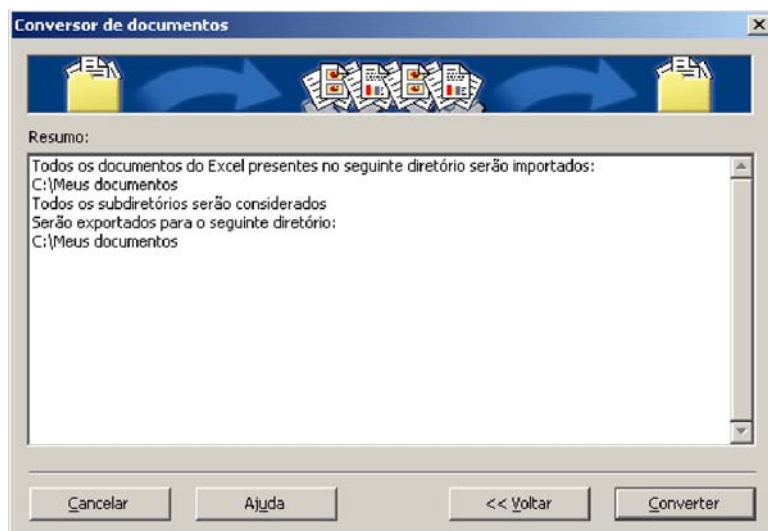 Conversor de documentos
Resumo:
Todos os documentos do Excel presentes no seguinte diretório serão importados:
C:\Meus documentos
Todos os subdiretórios serão considerados
Serão exportados para o seguinte diretório:
C:\Meus documentos
Cancelar
Ajuda
<< Voltar
Converter